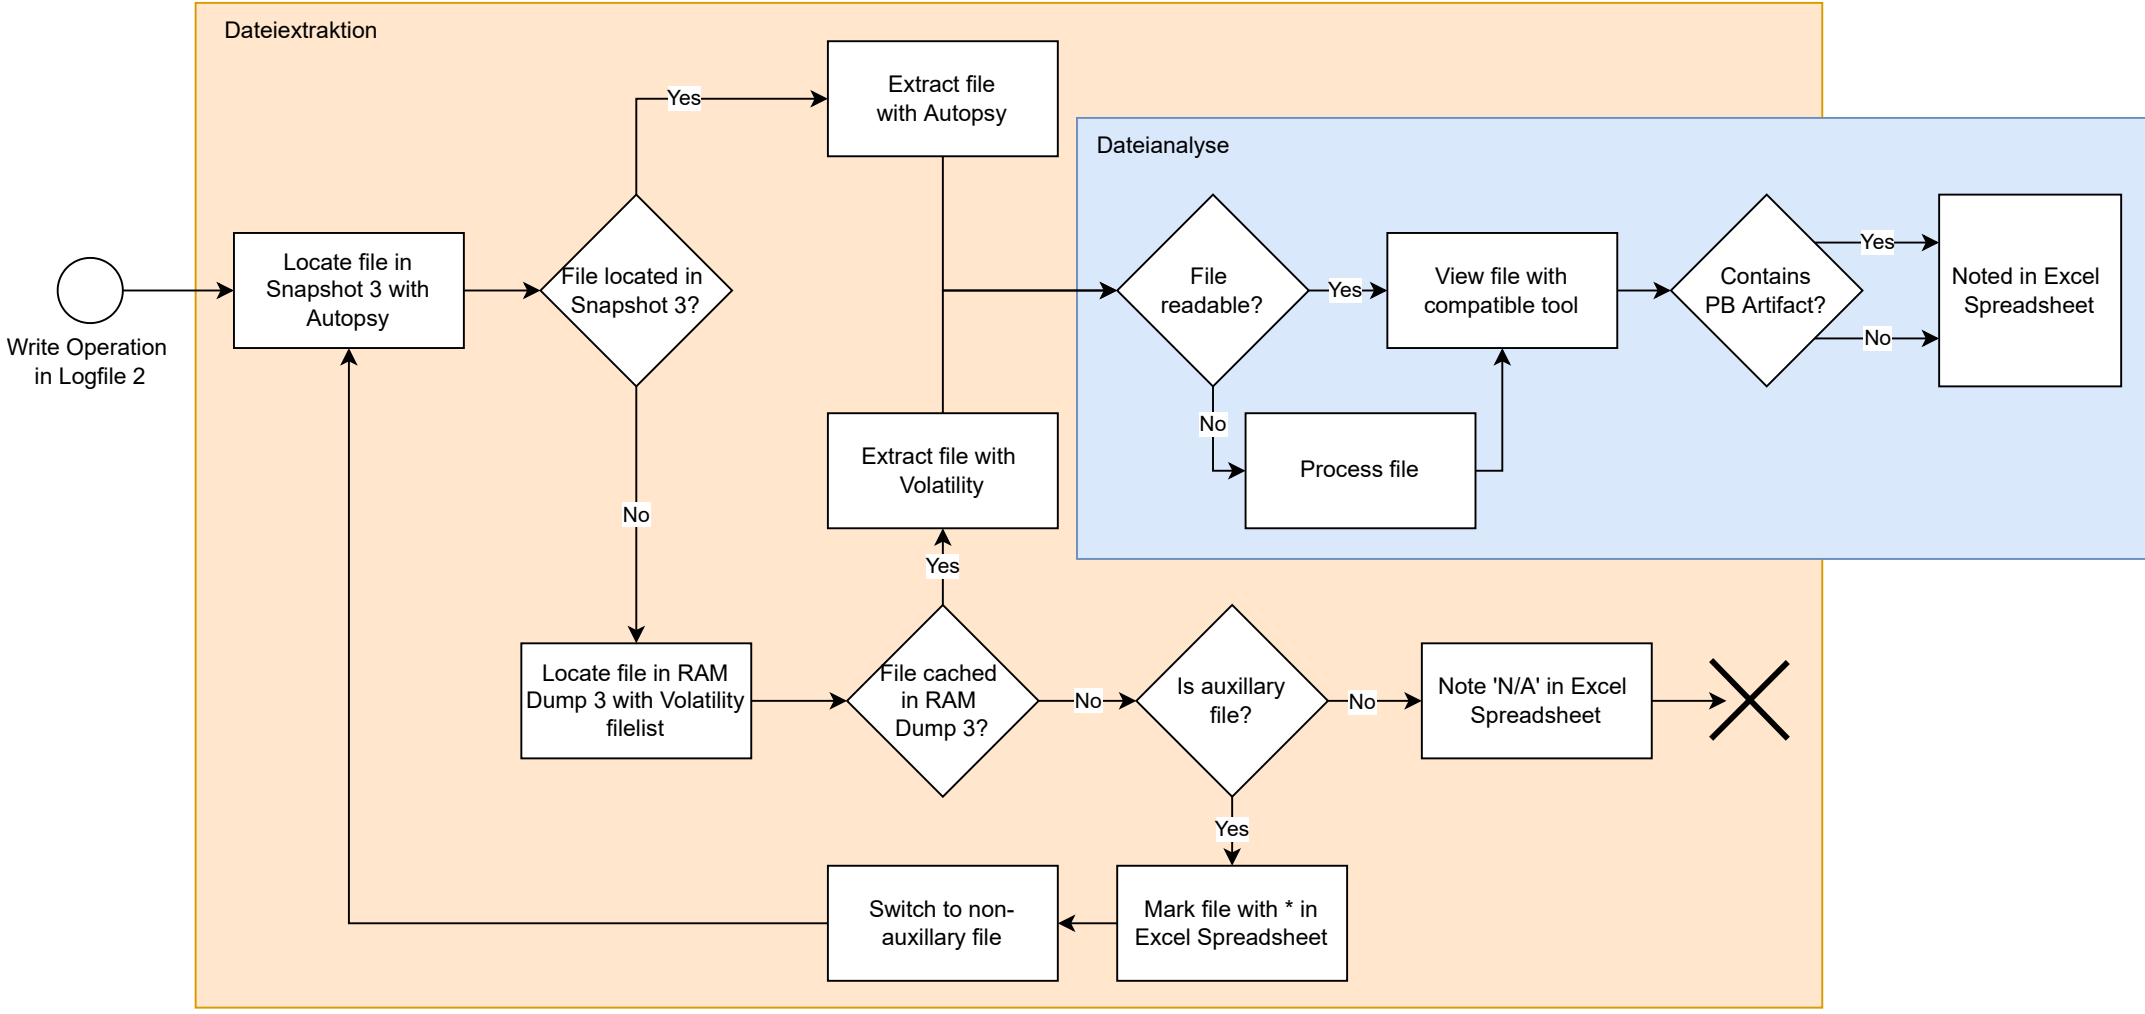 Dateiextraktion
Extract file
with Autopsy
Yes
Dateianalyse
Write Operation
in Logfile 2
Locate file in
Snapshot 3 with
Autopsy
File located in
Snapshot 3?
File
readable?
Yes
View file with
compatible tool
Contains
PB Artifact?
Yes
No
Noted in Excel
Spreadsheet
No
Process file
Extract file with
Volatility
No
Yes
Locate file in RAM
Dump 3 with Volatility
filelist
File cached
in RAM
Dump 3?
No
Is auxillary
file?
No
Note 'N/A' in Excel
Spreadsheet
Yes
Switch to non-
auxillary file
Mark file with * in
Excel Spreadsheet